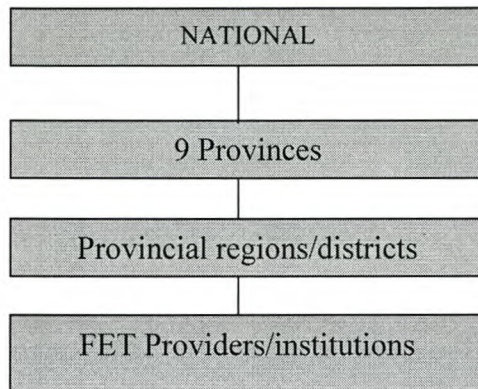 NATIONAL
9 Provinces
Provincial regions/districts
FET Providers/institutions